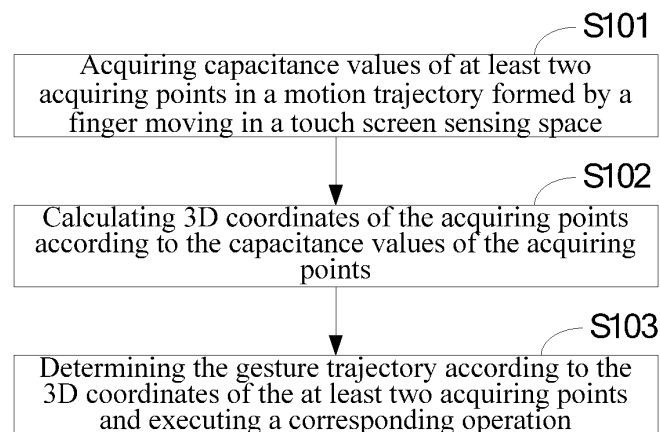 S101
Acquiring capacitance values of at least two
acquiring points in a motion trajectory formed by a
finger moving in a touch screen sensing space
S102
Calculating 3D coordinates of the acquiring points
according to the capacitance values of the acquiring
points
S103
Determining the gesture trajectory according to the
3D coordinates of the at least two acquiring points
and executing a corresponding operation